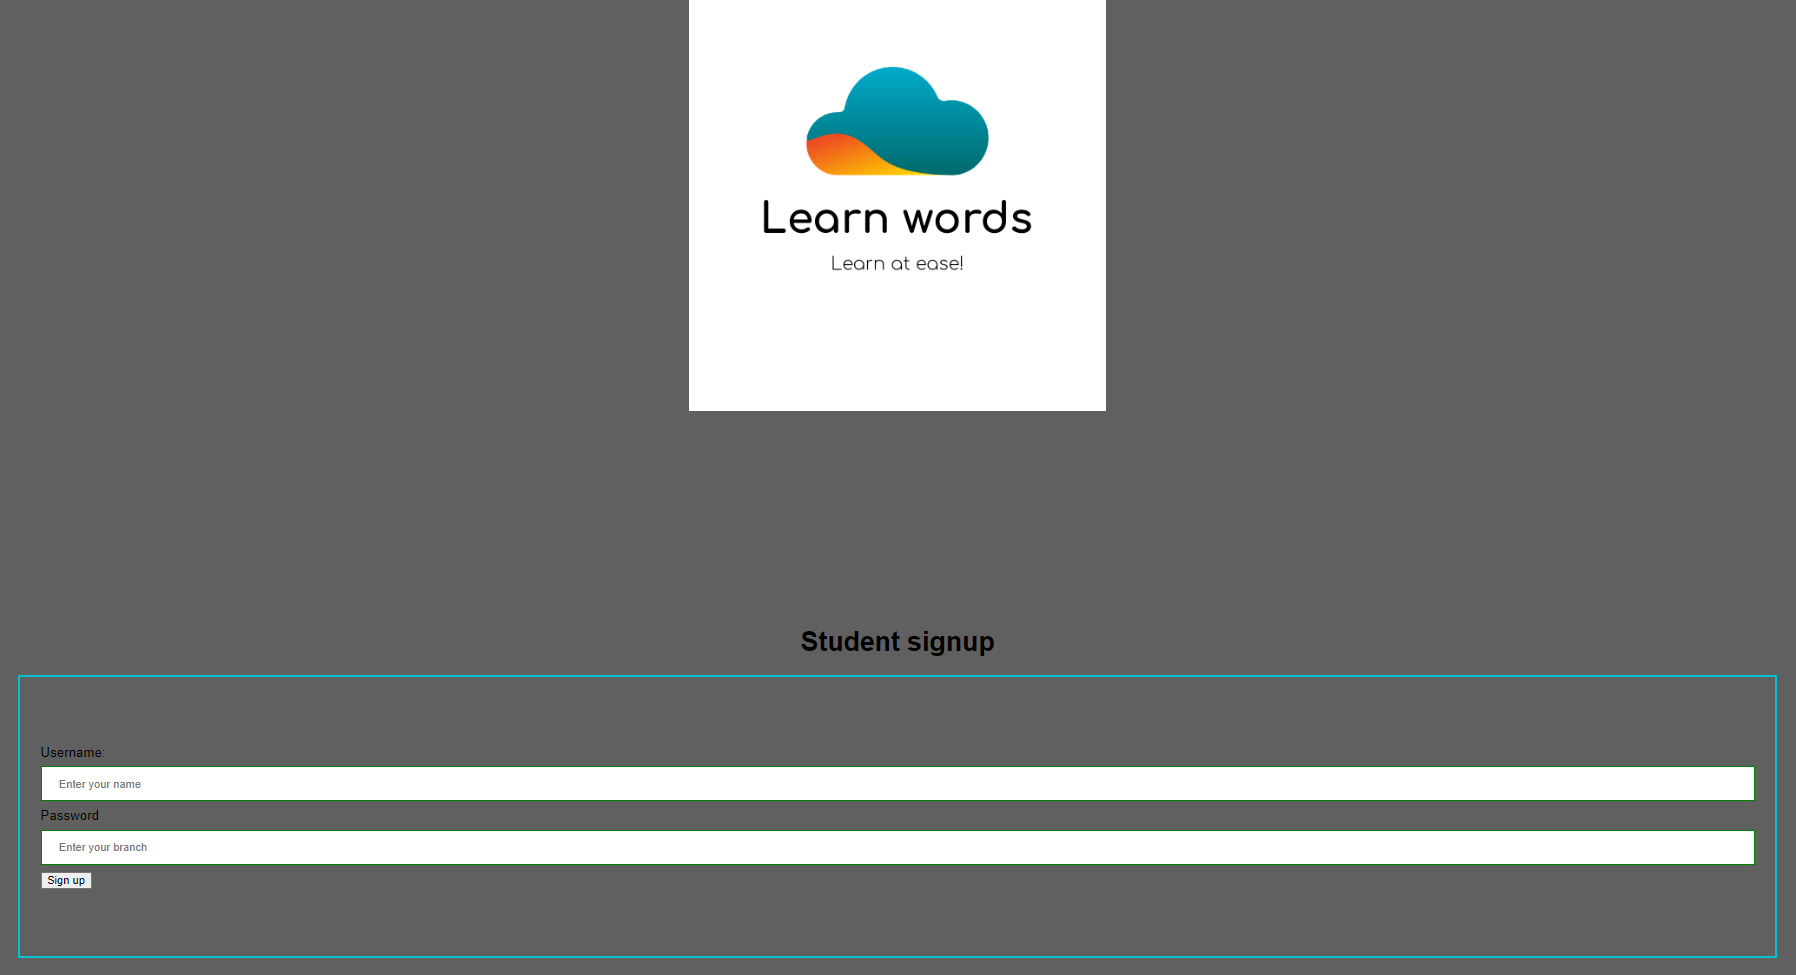 Learn words
Learn at ease!
Student signup
Username:
Enter your name
Password
Enter your branch
Sign up